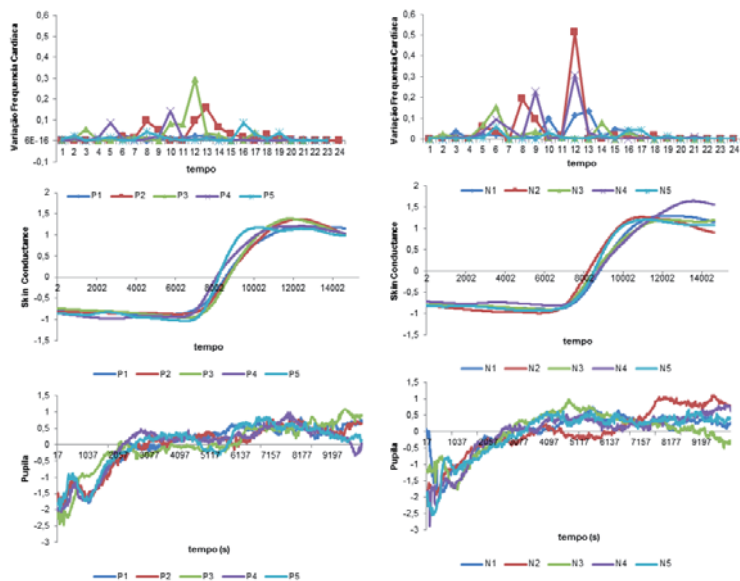 Variação Frequencia Cardíaca
0,6
0,5
0,4
0,3
0,2
0,1
6E-16
-0,1
1 2 3 4 5 6 7 8 9 10 11 12 13 14 15 16 17 18 19 20 21 22 23 24
tempo
P1 P2 P3 P4 P5
Variação Frequencia Cardíaca
0,6
0,5
0,4
0,3
0,2
0,1
0
-0,1
1 2 3 4 5 6 7 8 9 10 11 12 13 14 15 16 17 18 19 20 21 22 23 24
tempo
N1 N2 N3 N4 N5
Skin Conductance
2
1,5
1
0,5
0
-0,5
-1
-1,5
2 2002 4002 6002 8002 10002 12002 14002
tempo
P1 P2 P3 P4 P5
Skin Conductance
2
1,5
1
0,5
0
-0,5
-1
-1,5
2 2002 4002 6002 8002 10002 12002 14002
tempo
N1 N2 N3 N4 N5
Pupila
1,5
1
0,5
0
-0,5
-1
-1,5
-2
-2,5
-3
17 1037 2057 3077 4097 5117 6137 7157 8177 9197
tempo (s)
P1 P2 P3 P4 P5
Pupila
1,5
1
0,5
0
-0,5
-1
-1,5
-2
-2,5
-3
17 1037 2057 3077 4097 5117 6137 7157 8177 9197
tempo (s)
N1 N2 N3 N4 N5